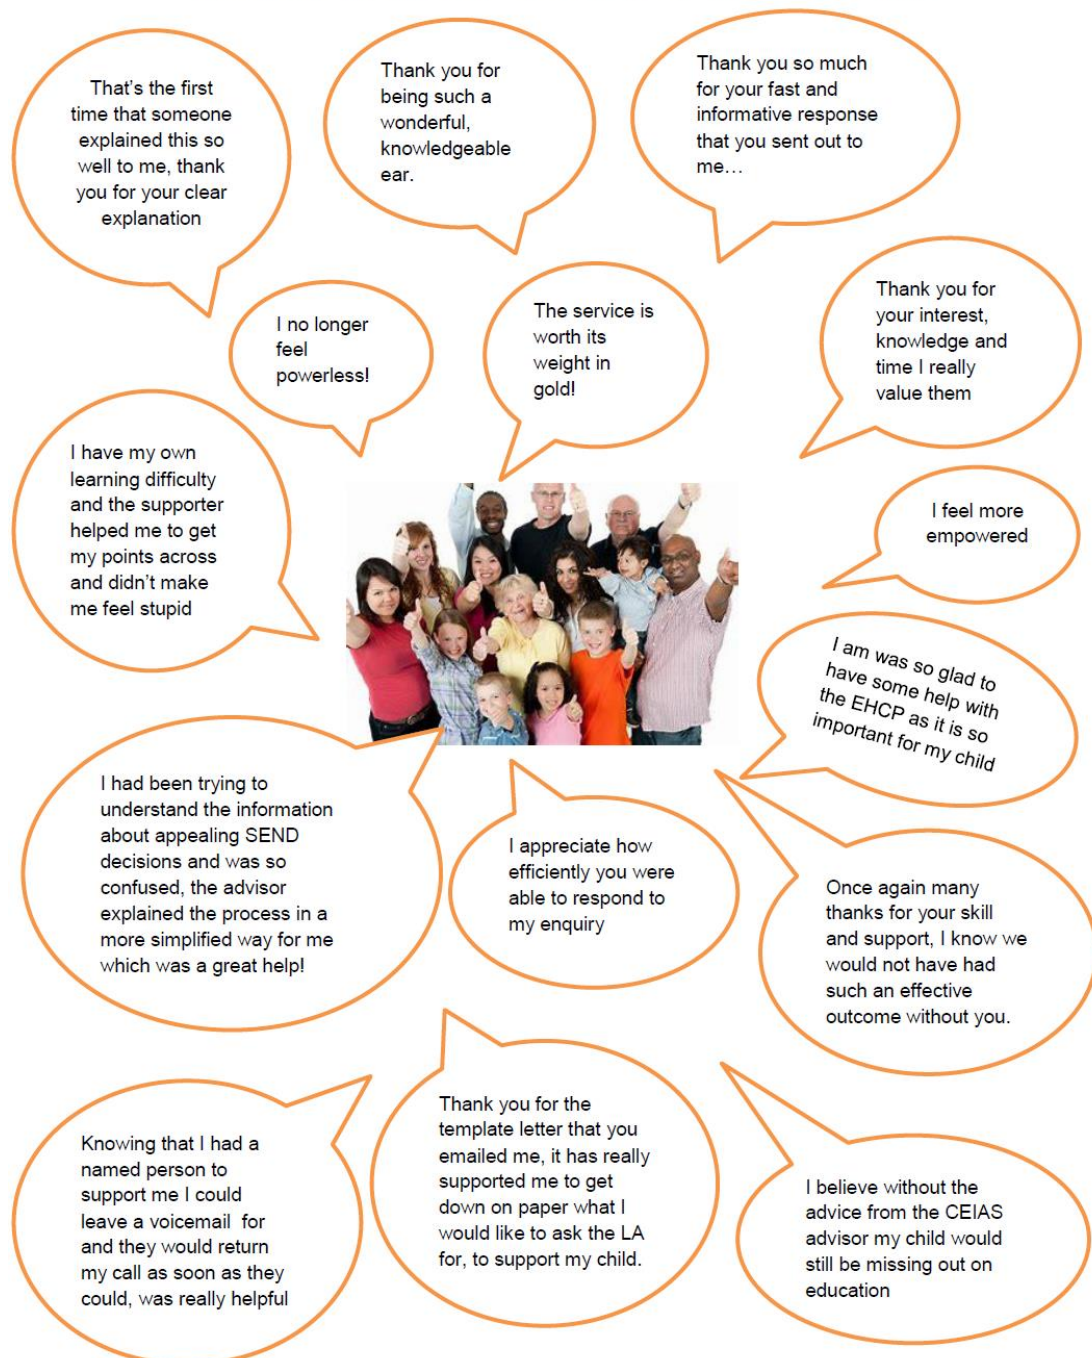 That's the first
time that someone
explained this so
well to me, thank
you for your clear
explanation
Thank you for
being such a
wonderful,
knowledgeable
ear.
Thank you so much
for your fast and
informative response
that you sent out to
me…
I no longer
feel
powerless!
The service is
worth its
weight in
gold!
Thank you for
your interest,
knowledge and
time I really
value them
I have my own
learning difficulty
and the supporter
helped me to get
my points across
and didn't make
me feel stupid
I feel more
empowered
I am was so glad to
have some help with
the EHCP as it is so
important for my child
I had been trying to
understand the information
about appealing SEND
decisions and was so
confused, the advisor
explained the process in a
more simplified way for me
which was a great help!
I appreciate how
efficiently you were
able to respond to
my enquiry
Once again many
thanks for your skill
and support, I know we
would not have had
such an effective
outcome without you.
Knowing that I had a
named person to
support me I could
leave a voicemail  for
and they would return
my call as soon as they
could, was really helpful
Thank you for the
template letter that you
emailed me, it has really
supported me to get
down on paper what I
would like to ask the LA
for, to support my child.
I believe without the
advice from the CEIAS
advisor my child would
still be missing out on
education